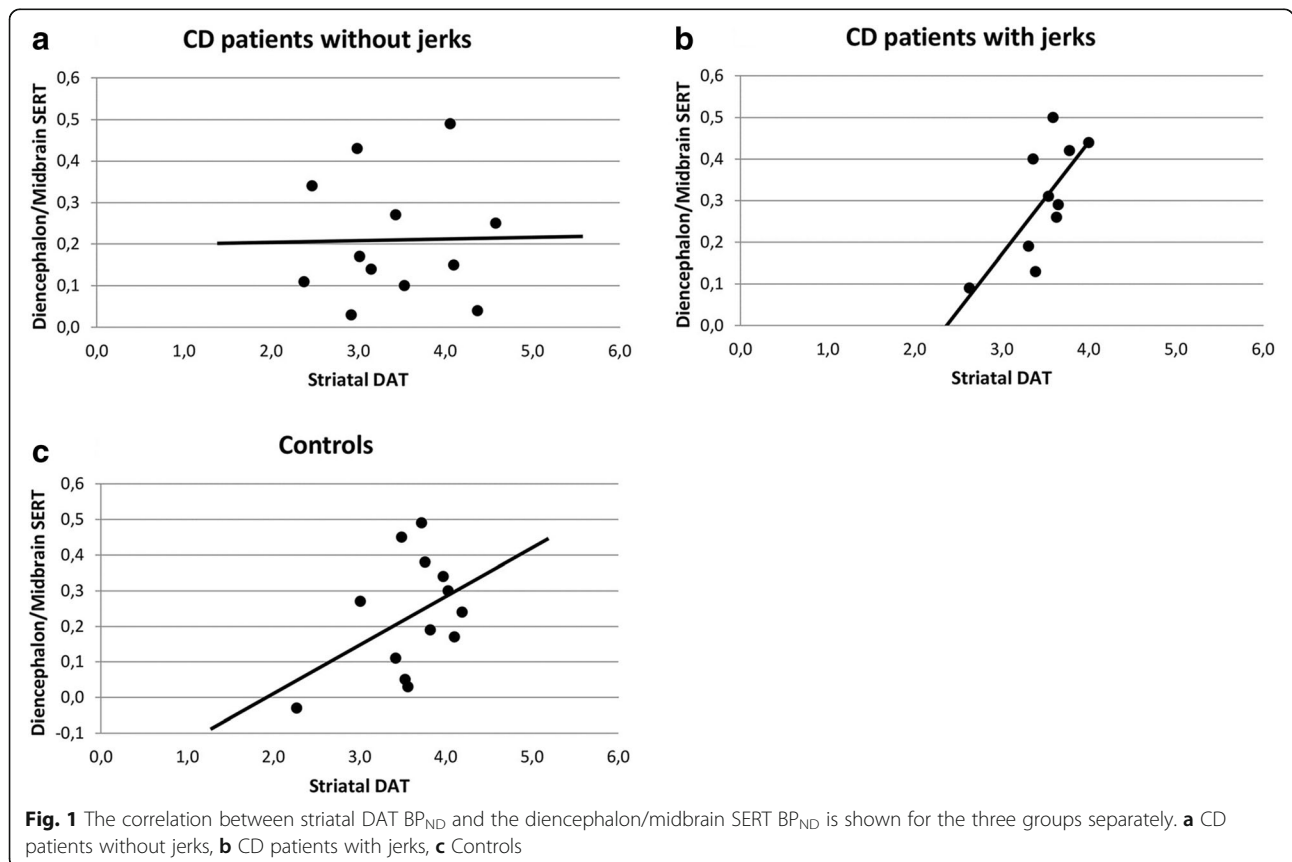 a
CD patients without jerks
Diencephalon/Midbrain SERT
0,6
0,5
0,4
0,3
0,2
0,1
0,0
0,0 1,0 2,0 3,0 4,0 5,0 6,0
Striatal DAT
b
CD patients with jerks
Diencephalon/Midbrain SERT
0,6
0,5
0,4
0,3
0,2
0,1
0,0
0,0 1,0 2,0 3,0 4,0 5,0 6,0
Striatal DAT
c
Controls
Diencephalon/Midbrain SERT
0,6
0,5
0,4
0,3
0,2
0,1
0,0
-0,1
0,0 1,0 2,0 3,0 4,0 5,0 6,0
Striatal DAT
Fig. 1 The correlation between striatal DAT BPND and the diencephalon/midbrain SERT BPND is shown for the three groups separately. a CD
patients without jerks, b CD patients with jerks, c Controls